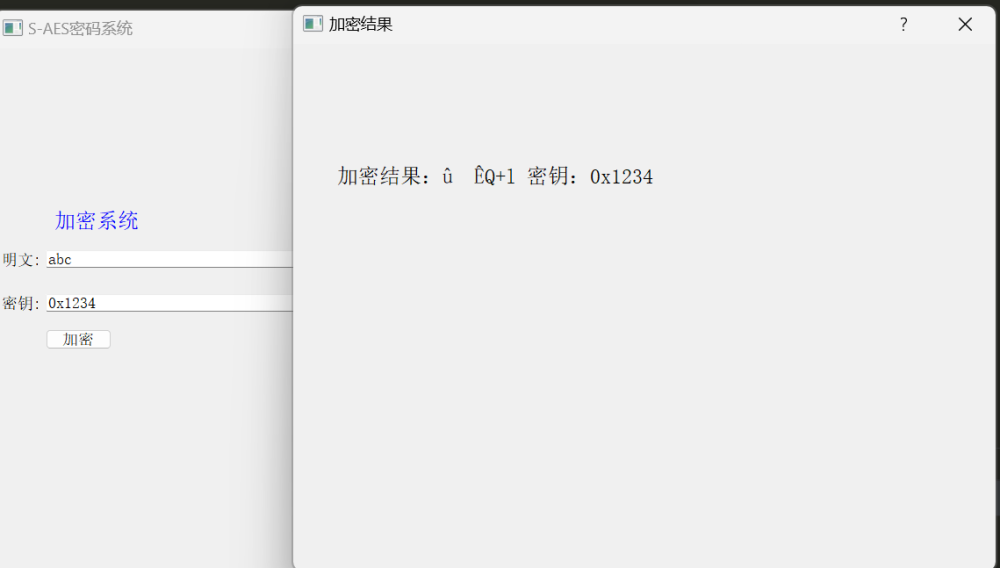 S-AES密码系统
加密系统
明文: abc
密钥: 0x1234
加密
加密结果
?
加密结果: û  ÊQ+l 密钥: 0x1234